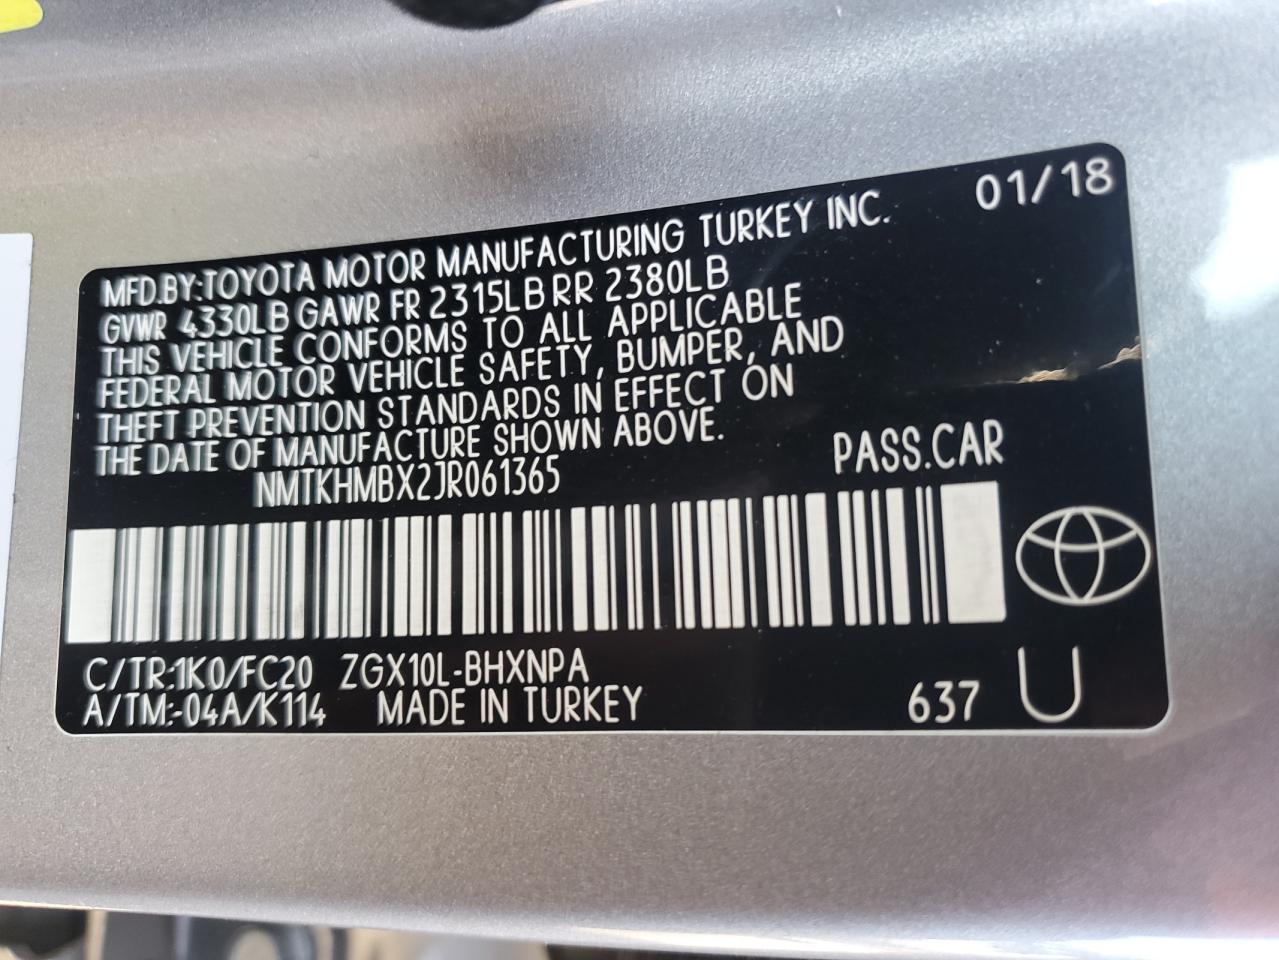 01/18
MFD.BY:TOYOTA MOTOR MANUFACTURING TURKEY INC.
GVWR 4330LB GAWR FR 2315LB RR 2380LB
THIS VEHICLE CONFORMS TO ALL APPLICABLE
FEDERAL MOTOR VEHICLE SAFETY, BUMPER, AND
THEFT PREVENTION STANDARDS IN EFFECT ON
THE DATE OF MANUFACTURE SHOWN ABOVE.
NMTKHMBX2JR061365 PASS.CAR
C/TR:1K0/FC20 ZGX10L-BHXNPA
A/TM:-04A/K114 MADE IN TURKEY 637 U